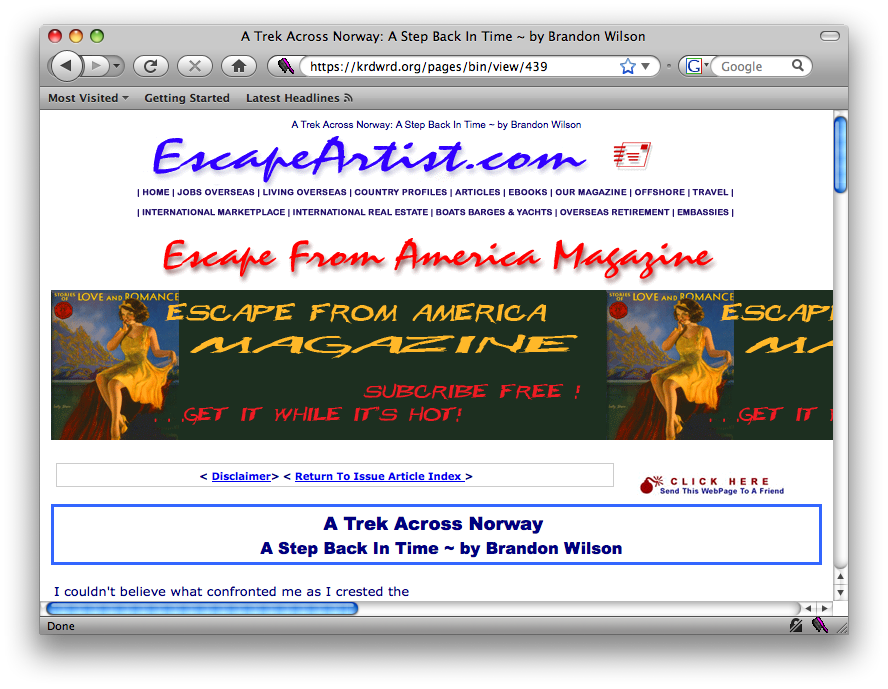 A Trek Across Norway: A Step Back In Time ~ by Brandon Wilson
https://krdwrd.org/pages/bin/view/439
G
Google
Most Visited
Getting Started
Latest Headlines
A Trek Across Norway: A Step Back In Time ~ by Brandon Wilson
EscapeArtist.com
| HOME | JOBS OVERSEAS | LIVING OVERSEAS | COUNTRY PROFILES | ARTICLES | EBOOKS | OUR MAGAZINE | OFFSHORE | TRAVEL |
| INTERNATIONAL MARKETPLACE | INTERNATIONAL REAL ESTATE | BOATS BARGES & YACHTS | OVERSEAS RETIREMENT | EMBASSIES |
Escape From America Magazine
STORIES OF LOVE AND ROMANCE
ESCAPE FROM AMERICA
MAGAZINE
SUBCRIBE FREE !
. . .GET IT WHILE IT'S HOT!
STORIES OF LOVE AND ROMANCE
ESCAP
MA
. . .GET IT
< Disclaimer> < Return To Issue Article Index >
CLICK HERE
Send This WebPage To A Friend
A Trek Across Norway
A Step Back In Time ~ by Brandon Wilson
I couldn't believe what confronted me as I crested the
Done